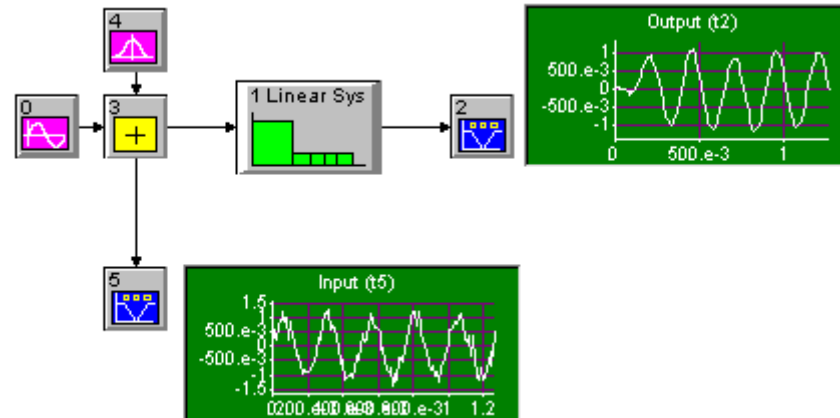 4
0
3
+
1 Linear Sys
2
Output (t2)
1
500.e-3
0
-500.e-3
-1
0 500.e-3 1
5
Input (t5)
1.5
1
500.e-3
0
-500.e-3
-1
-1.5
0 1.2